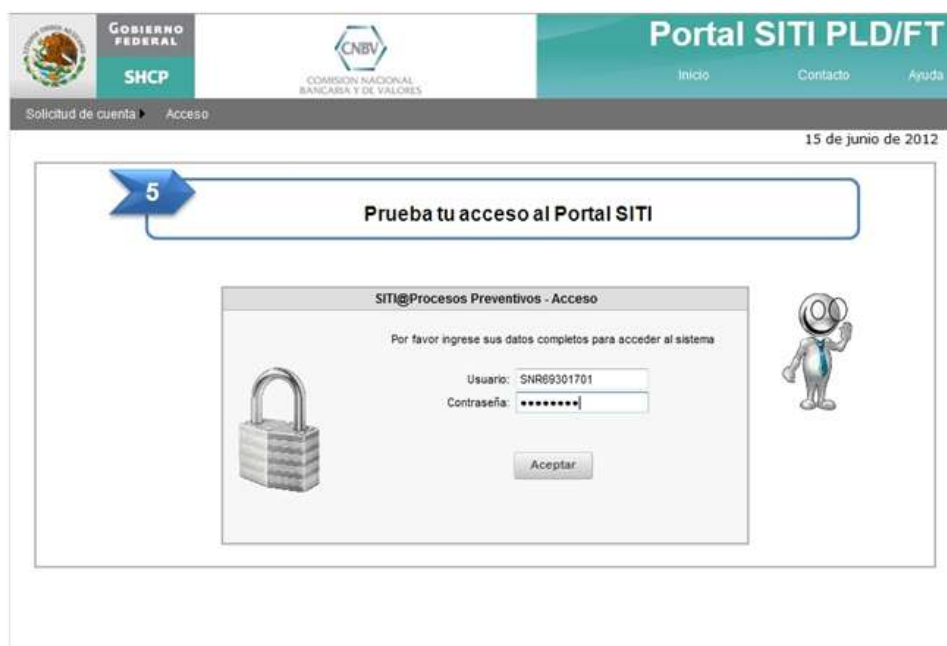 GOBIERNO
FEDERAL
SHCP
CNBV
COMISION NACIONAL
BANCARIA Y DE VALORES
Portal SITI PLD/FT
Inicio Contacto Ayuda
Solicitud de cuenta Acceso
15 de junio de 2012
5
Prueba tu acceso al Portal SITI
SITI@Procesos Preventivos - Acceso
Por favor ingrese sus datos completos para acceder al sistema
Usuario: SNR69301701
Contraseña: ••••••••
Aceptar